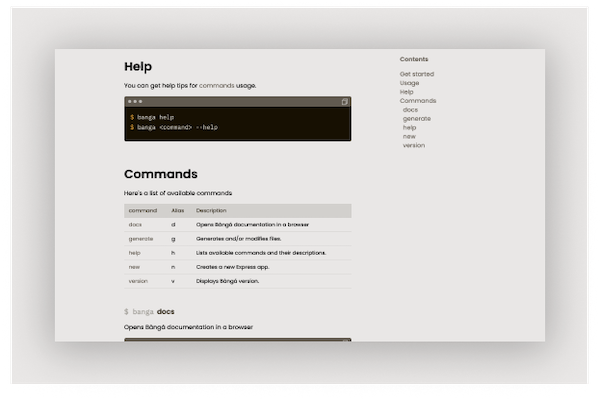 Help
You can get help tips for commands usage.
$ banga help
$ banga <command> --help
Commands
Here's a list of available commands
command Alias Description
docs d Opens Bângá documentation in a browser
generate g Generates and/or modifies files.
help h Lists available commands and their descriptions.
new n Creates a new Express app.
version v Displays Bângá version.
$ banga docs
Opens Bângá documentation in a browser
Contents
Get started
Usage
Help
Commands
docs
generate
help
new
version